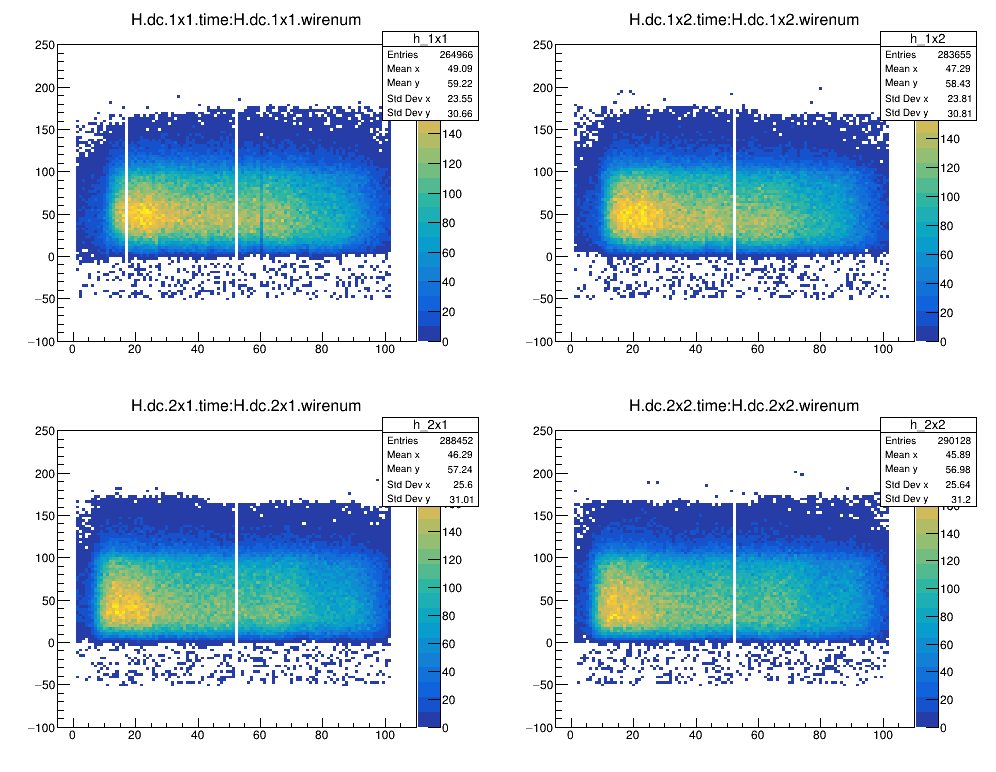 H.dc.1x1.time:H.dc.1x1.wirenum
h_1x1
Entries 264966
Mean x 49.09
Mean y 59.22
Std Dev x 23.55
Std Dev y 30.66
250
200
150
100
50
0
−50
−100
0 20 40 60 80 100
140
120
100
80
60
40
20
0
H.dc.1x2.time:H.dc.1x2.wirenum
h_1x2
Entries 283655
Mean x 47.29
Mean y 58.43
Std Dev x 23.81
Std Dev y 30.81
250
200
150
100
50
0
−50
−100
0 20 40 60 80 100
140
120
100
80
60
40
20
0
H.dc.2x1.time:H.dc.2x1.wirenum
h_2x1
Entries 288452
Mean x 46.29
Mean y 57.24
Std Dev x 25.6
Std Dev y 31.01
250
200
150
100
50
0
−50
−100
0 20 40 60 80 100
140
120
100
80
60
40
20
0
H.dc.2x2.time:H.dc.2x2.wirenum
h_2x2
Entries 290128
Mean x 45.89
Mean y 56.98
Std Dev x 25.64
Std Dev y 31.2
250
200
150
100
50
0
−50
−100
0 20 40 60 80 100
160
140
120
100
80
60
40
20
0